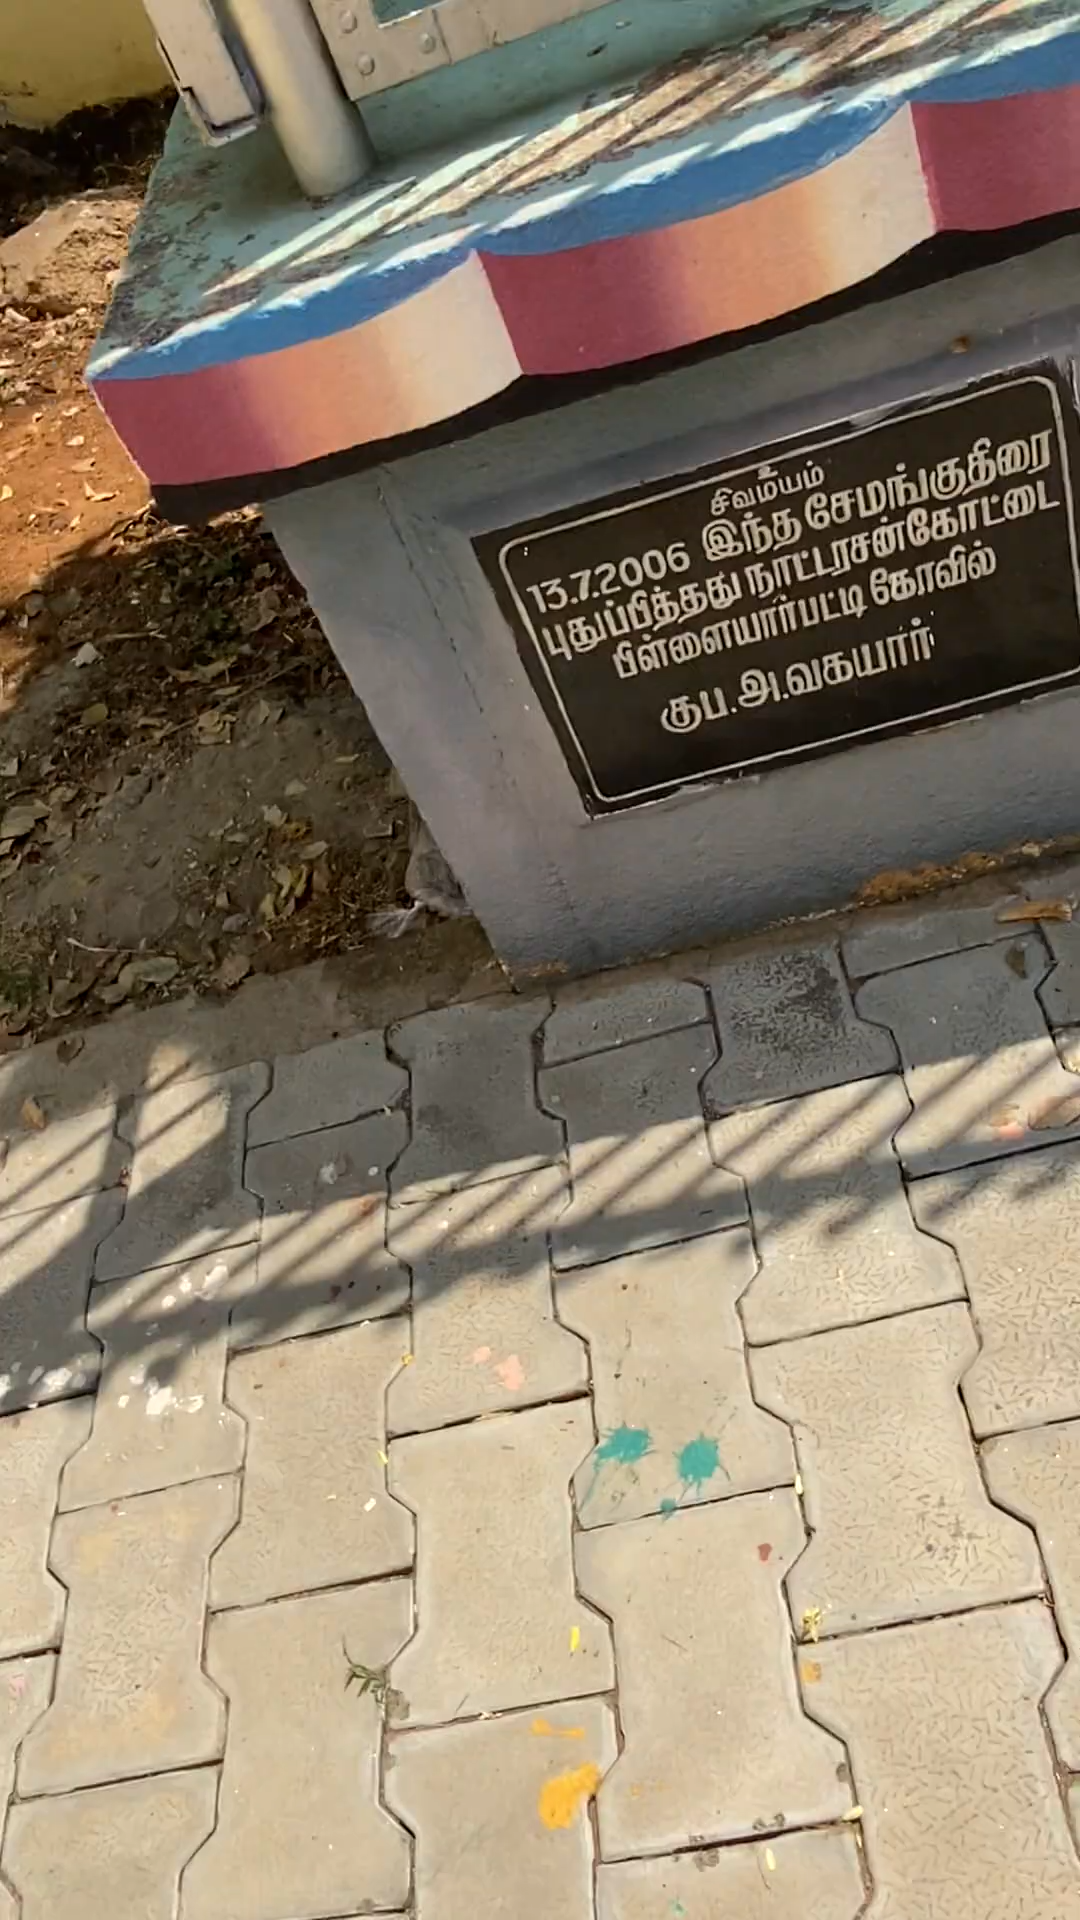 உ
சிவமயம்
13.7.2006 இந்த சேமங்குதிரை
புதுப்பித்தது நாட்டரசன்கோட்டை
பிள்ளையார்பட்டி கோவில்
குப.அ.வகயார்